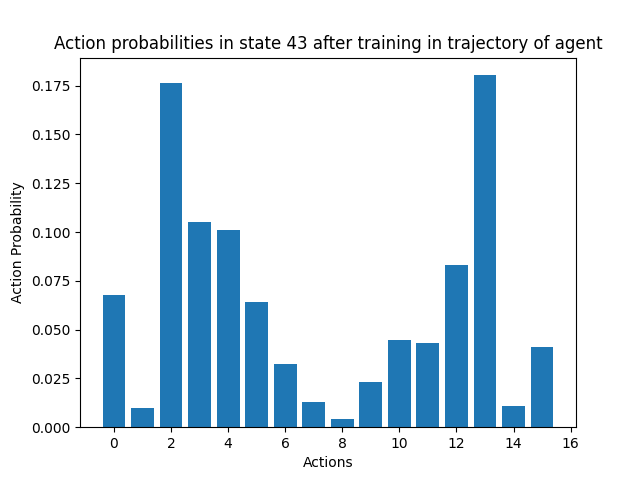 Action probabilities in state 43 after training in trajectory of agent
0.175
0.150
0.125
0.100
0.075
0.050
0.025
0.000
Action Probability
0 2 4 6 8 10 12 14 16
Actions